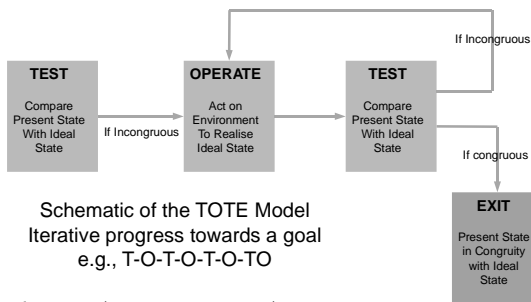 If Incongruous
TEST
Compare
Present State
With Ideal
State
If Incongruous
OPERATE
Act on
Environment
To Realise
Ideal State
TEST
Compare
Present State
With Ideal
State
If congruous
EXIT
Present State
in Congruity
with Ideal
State
Schematic of the TOTE Model
Iterative progress towards a goal
e.g., T-O-T-O-T-O-TO